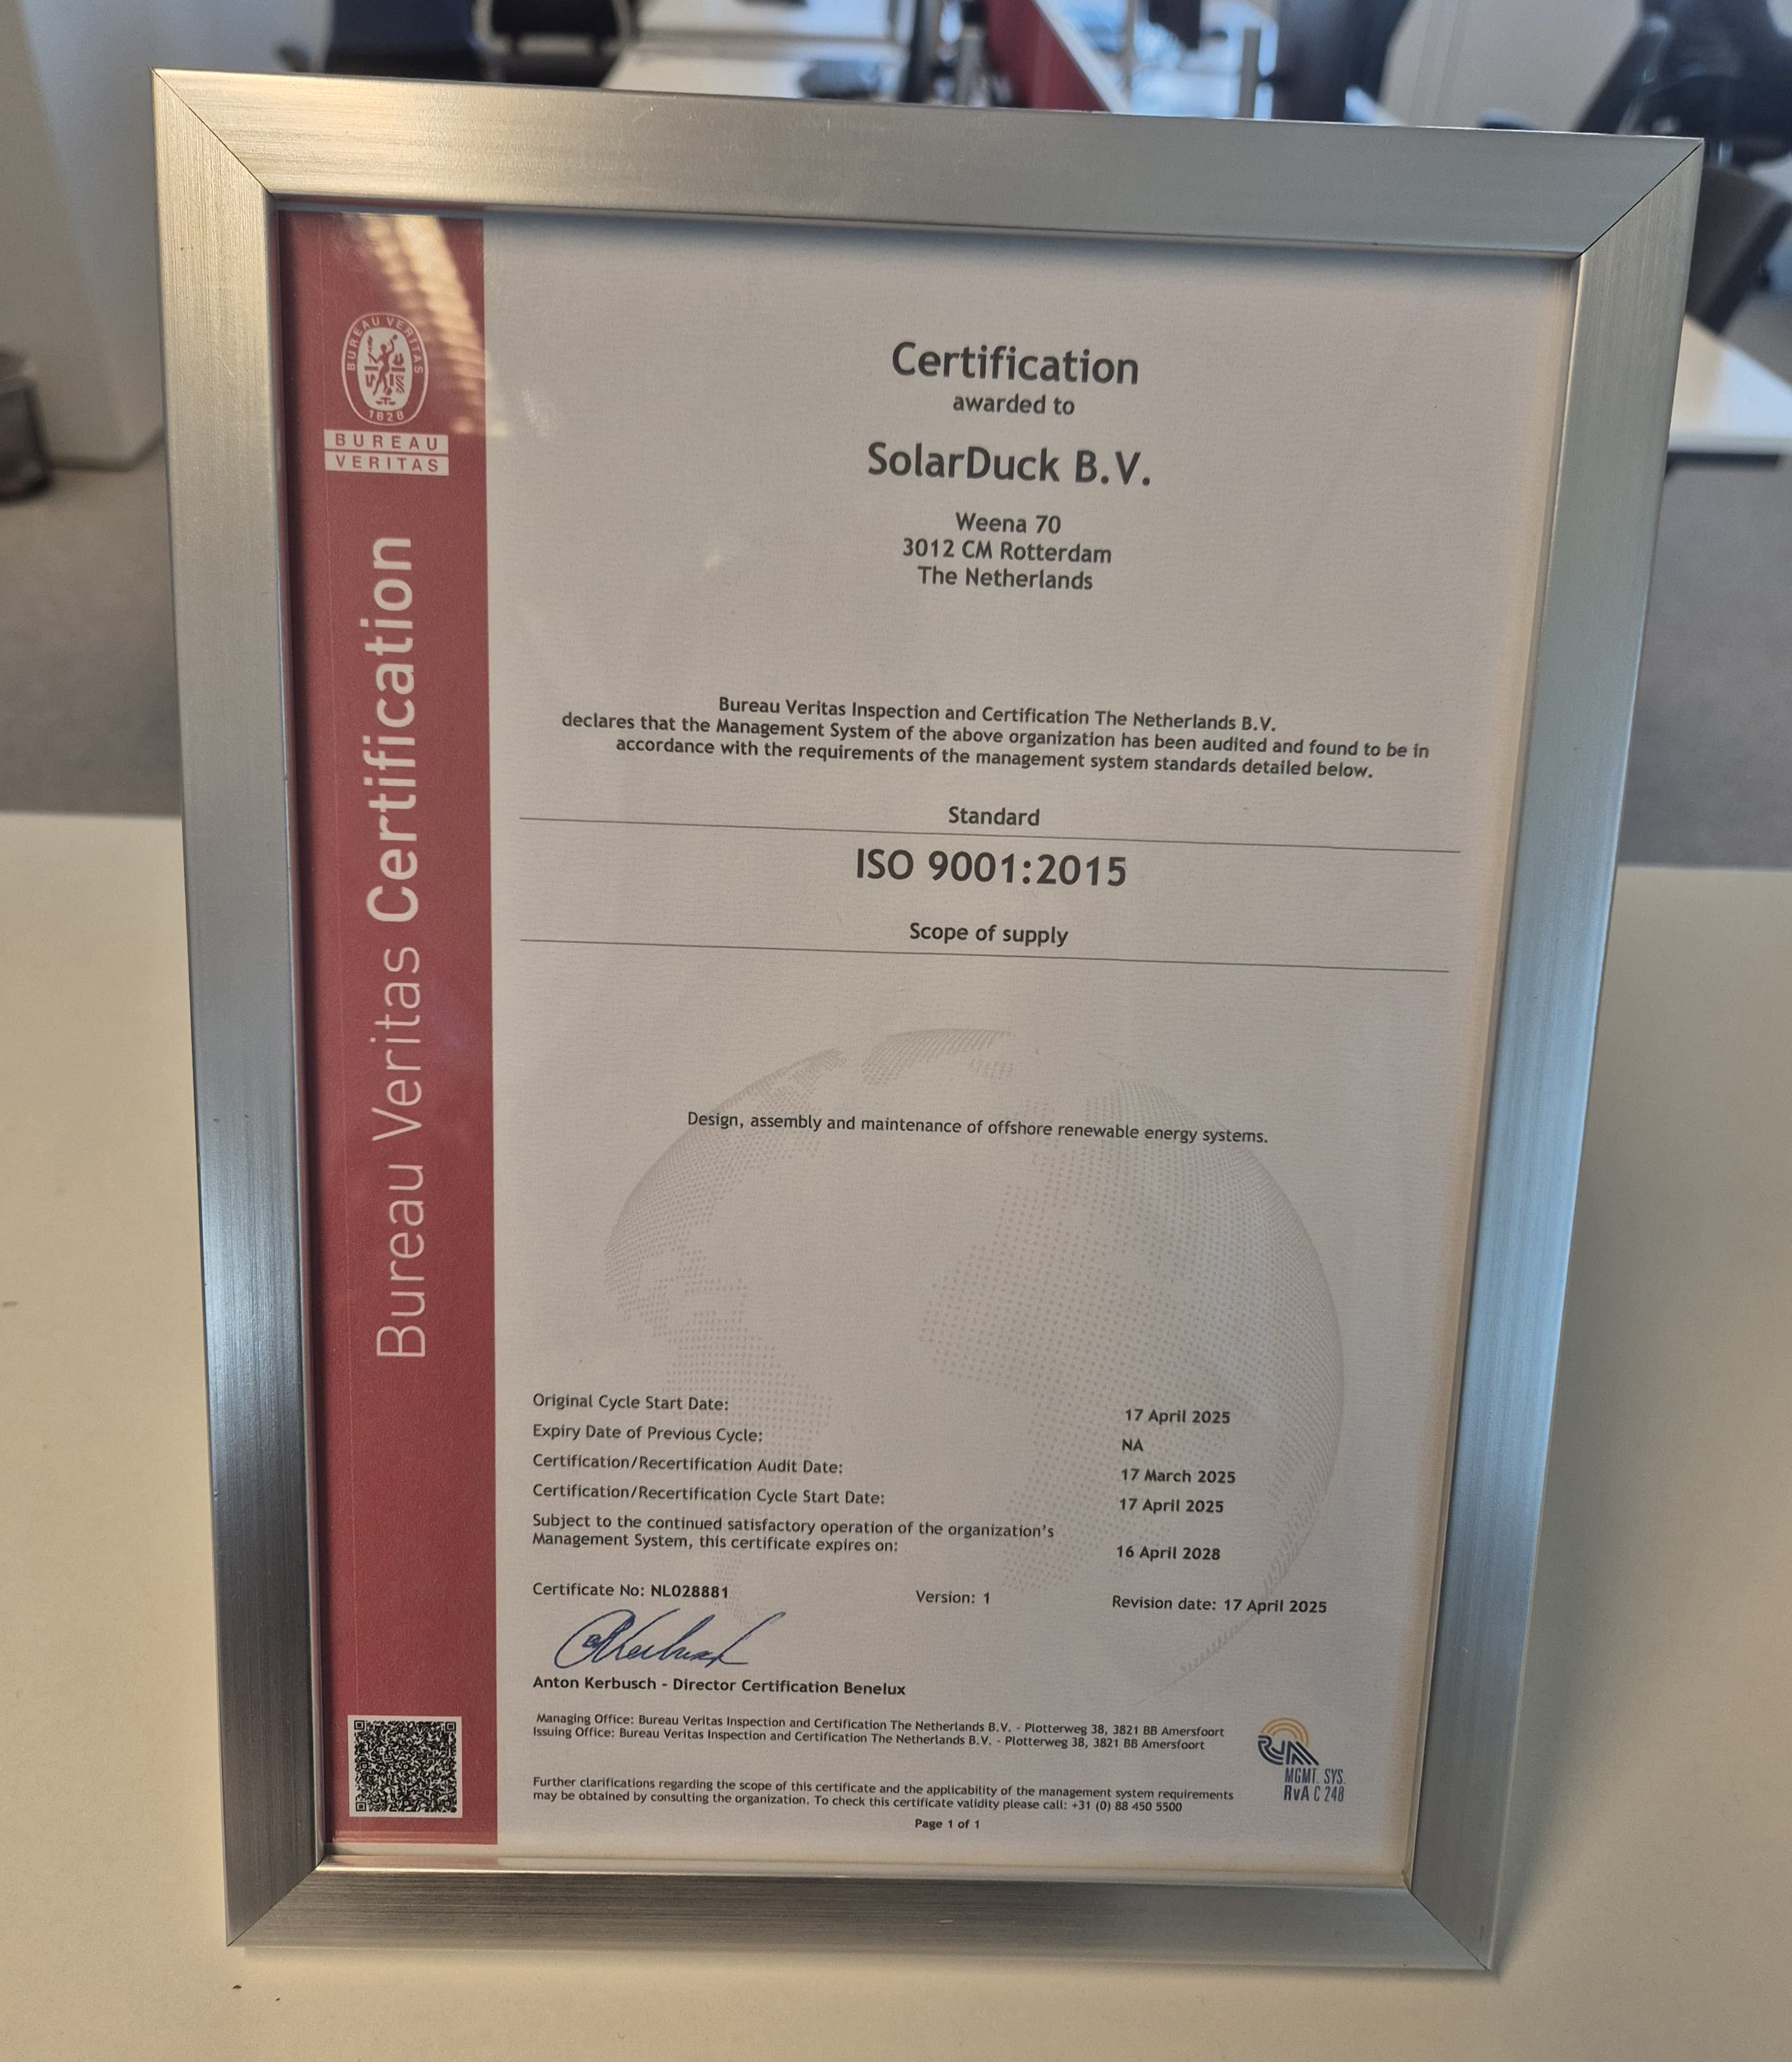 BUREAU VERITAS
1828
BUREAU
VERITAS
Bureau Veritas Certification
Certification
awarded to
SolarDuck B.V.
Weena 70
3012 CM Rotterdam
The Netherlands
Bureau Veritas Inspection and Certification The Netherlands B.V.
declares that the Management System of the above organization has been audited and found to be in
accordance with the requirements of the management system standards detailed below.
Standard
ISO 9001:2015
Scope of supply
Design, assembly and maintenance of offshore renewable energy systems.
Original Cycle Start Date: 17 April 2025
Expiry Date of Previous Cycle: NA
Certification/Recertification Audit Date: 17 March 2025
Certification/Recertification Cycle Start Date: 17 April 2025
Subject to the continued satisfactory operation of the organization's
Management System, this certificate expires on: 16 April 2028
Certificate No: NL028881 Version: 1 Revision date: 17 April 2025
Anton Kerbusch - Director Certification Benelux
Managing Office: Bureau Veritas Inspection and Certification The Netherlands B.V. - Plotterweg 38, 3821 BB Amersfoort
Issuing Office: Bureau Veritas Inspection and Certification The Netherlands B.V. - Plotterweg 38, 3821 BB Amersfoort
RvA
MGMT. SYS.
RvA C 248
Further clarifications regarding the scope of this certificate and the applicability of the management system requirements
may be obtained by consulting the organization. To check this certificate validity please call: +31 (0) 88 450 5500
Page 1 of 1